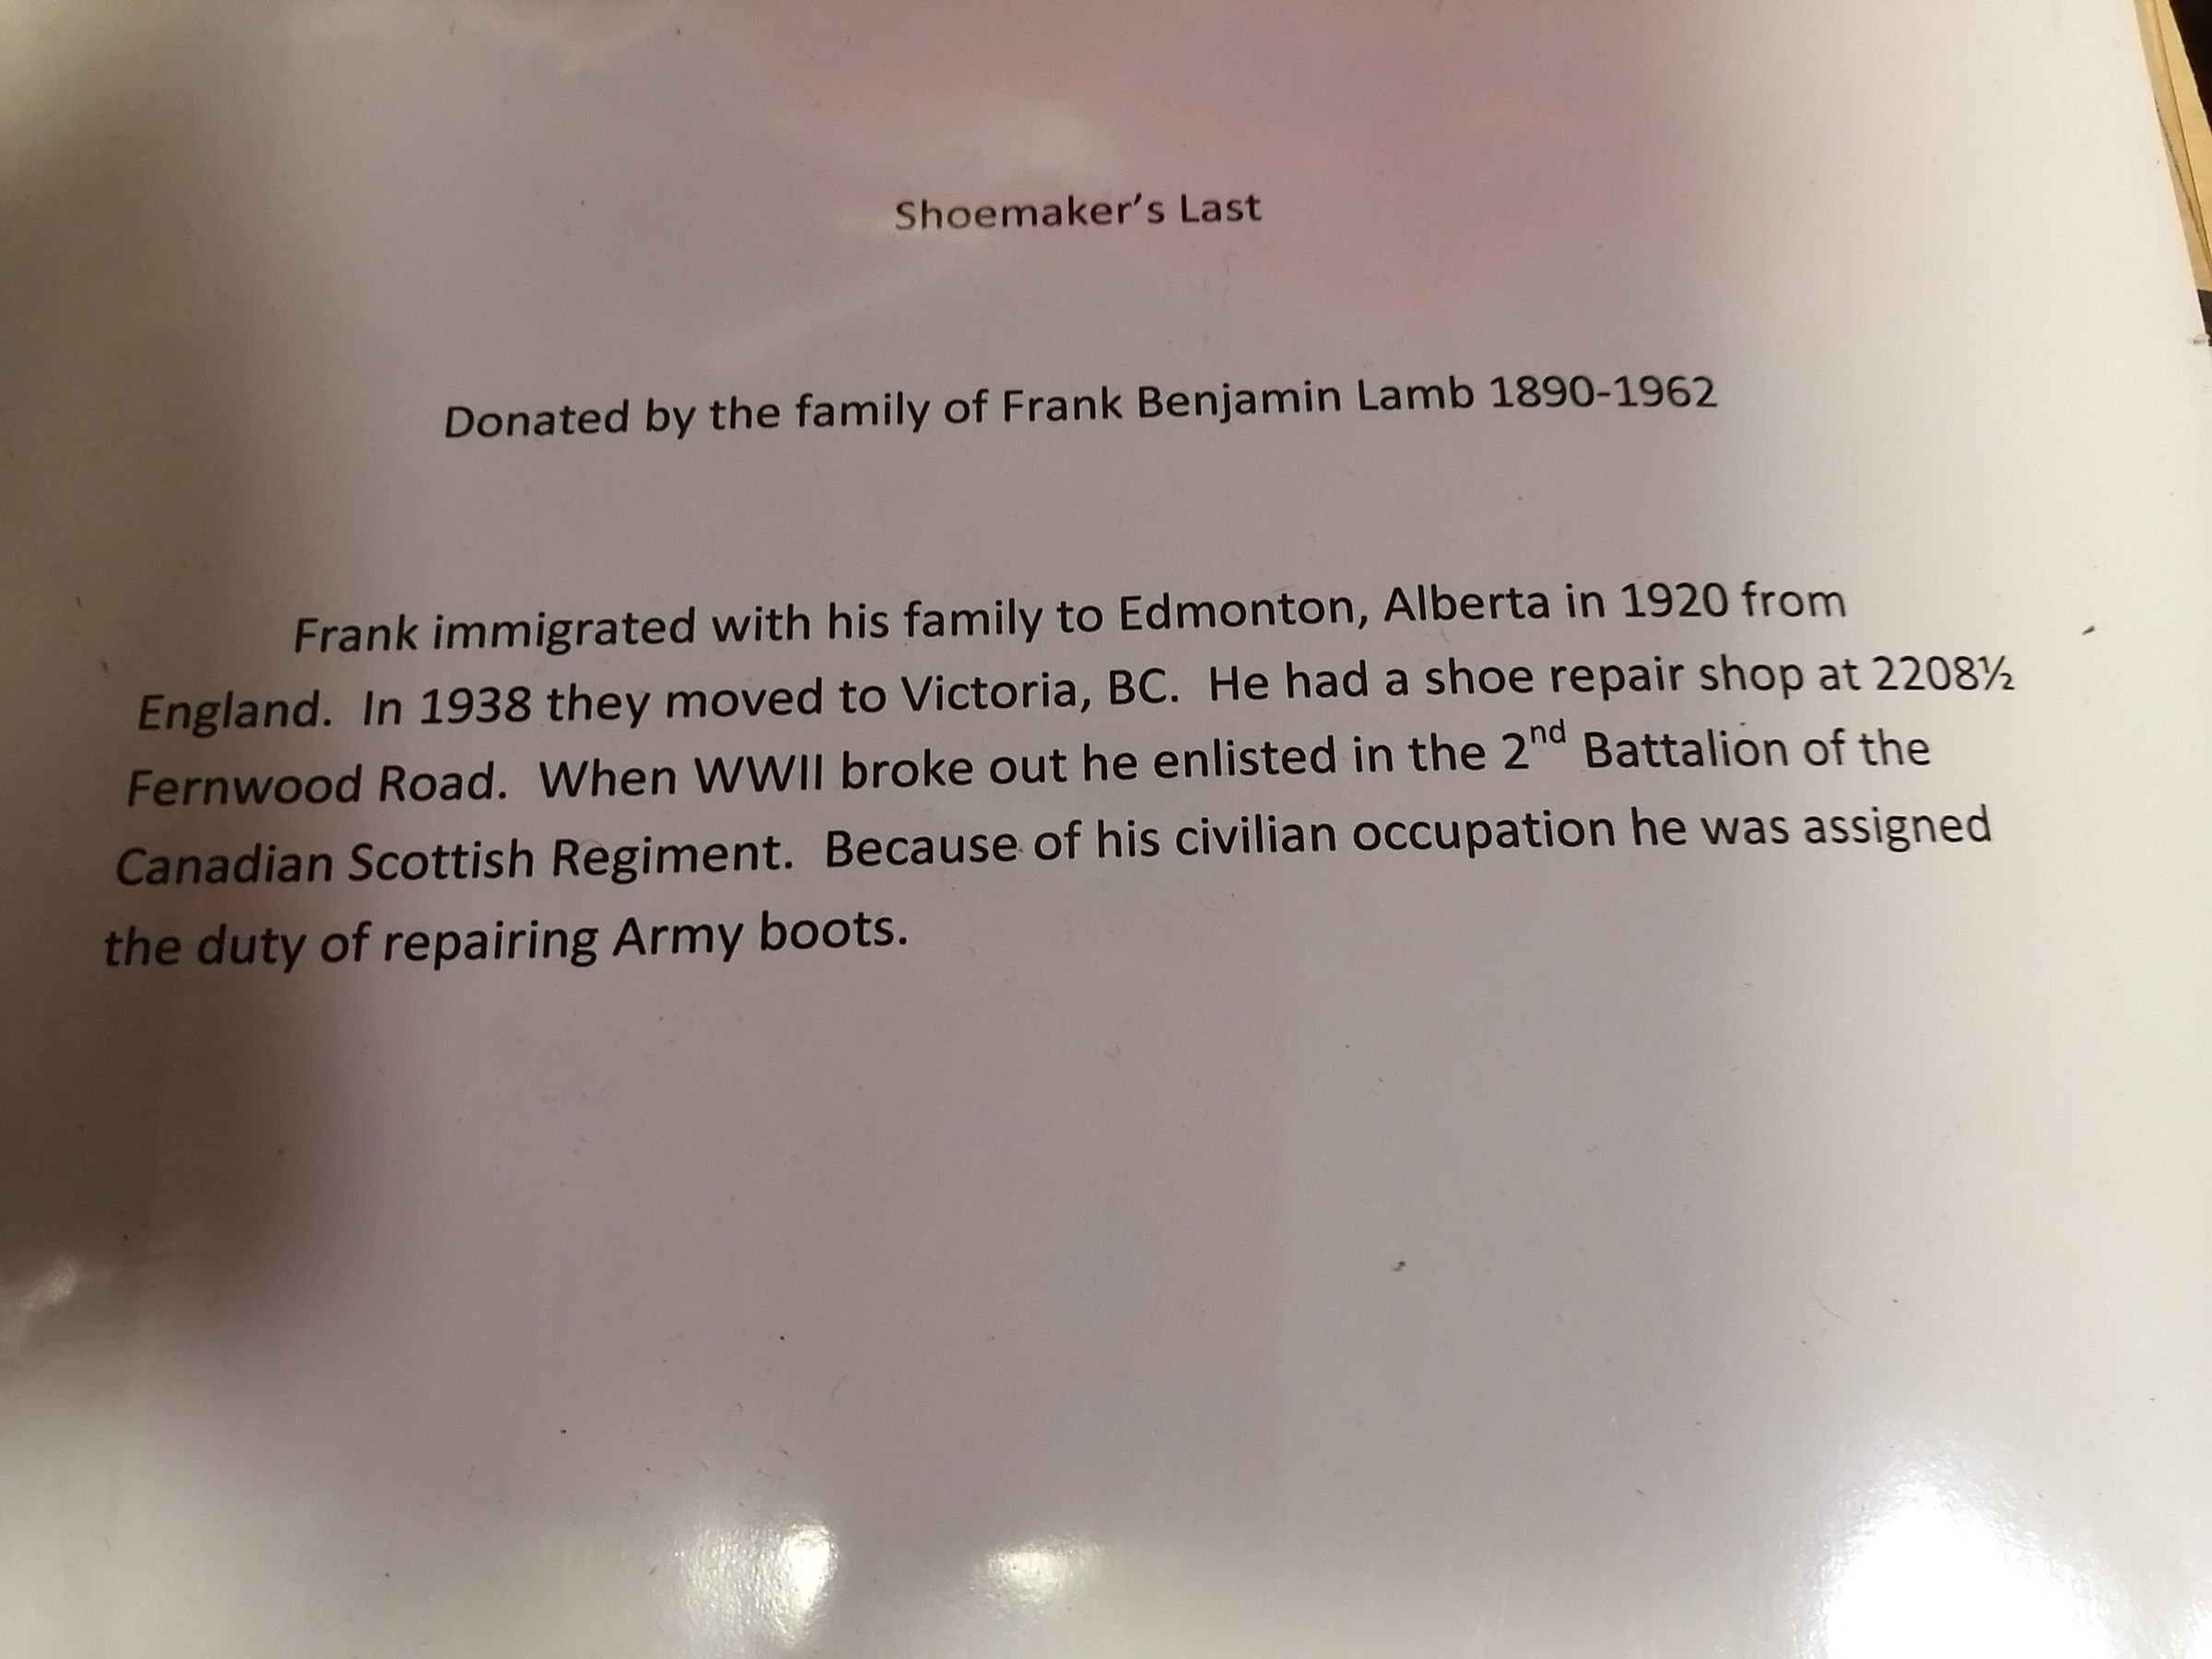 Shoemaker’s Last
Donated by the family of Frank Benjamin Lamb 1890-1962
Frank immigrated with his family to Edmonton, Alberta in 1920 from
England.  In 1938 they moved to Victoria, BC.  He had a shoe repair shop at 2208½
Fernwood Road.  When WWII broke out he enlisted in the 2nd Battalion of the
Canadian Scottish Regiment.  Because of his civilian occupation he was assigned
the duty of repairing Army boots.